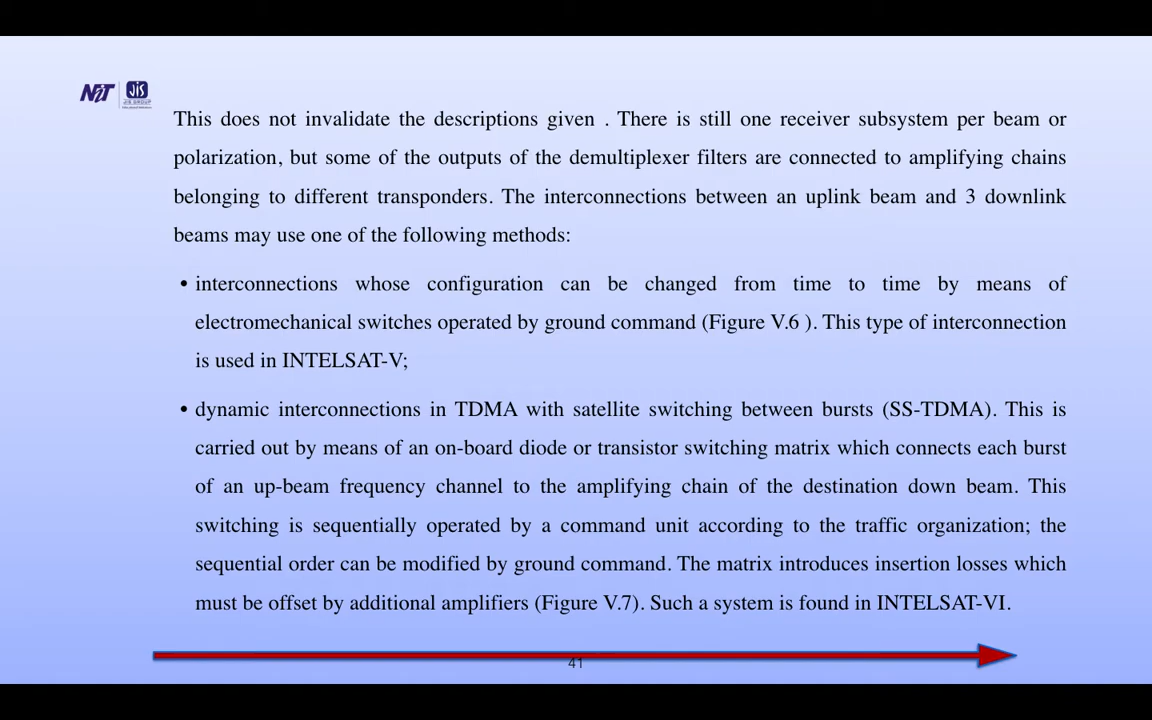 NiT JIS
JIS GROUP
This does not invalidate the descriptions given . There is still one receiver subsystem per beam or
polarization, but some of the outputs of the demultiplexer filters are connected to amplifying chains
belonging to different transponders. The interconnections between an uplink beam and 3 downlink
beams may use one of the following methods:
• interconnections whose configuration can be changed from time to time by means of
electromechanical switches operated by ground command (Figure V.6 ). This type of interconnection
is used in INTELSAT-V;
• dynamic interconnections in TDMA with satellite switching between bursts (SS-TDMA). This is
carried out by means of an on-board diode or transistor switching matrix which connects each burst
of an up-beam frequency channel to the amplifying chain of the destination down beam. This
switching is sequentially operated by a command unit according to the traffic organization; the
sequential order can be modified by ground command. The matrix introduces insertion losses which
must be offset by additional amplifiers (Figure V.7). Such a system is found in INTELSAT-VI.
41